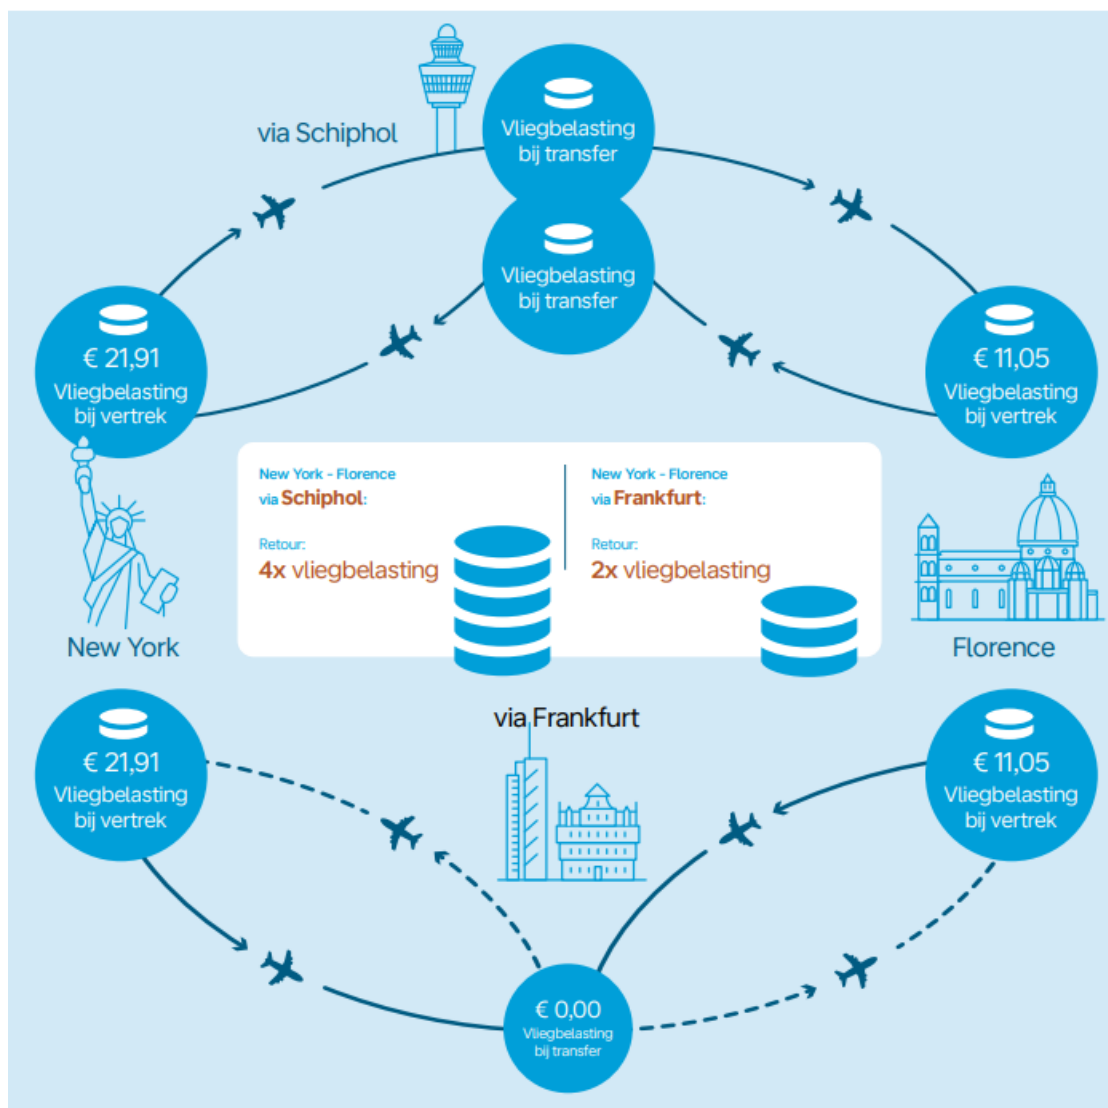 via Schiphol
Vliegbelasting
bij transfer
Vliegbelasting
bij transfer
€ 21,91
Vliegbelasting
bij vertrek
€ 11,05
Vliegbelasting
bij vertrek
New York - Florence
via Schiphol:
Retour:
4x vliegbelasting
New York - Florence
via Frankfurt:
Retour:
2x vliegbelasting
New York
Florence
via Frankfurt
€ 21,91
Vliegbelasting
bij vertrek
€ 11,05
Vliegbelasting
bij vertrek
€ 0,00
Vliegbelasting
bij transfer